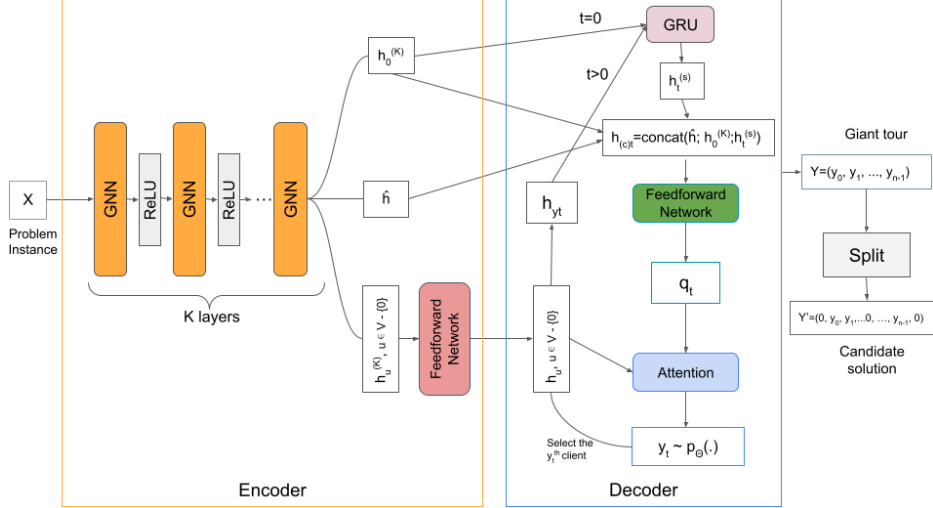 X
Problem
Instance
GNN
ReLU
GNN
ReLU
...
GNN
K layers
h₀⁽ᴷ⁾
ĥ
hᵤ⁽ᴷ⁾, u ∈ V - {0}
Feedforward
Network
Encoder
t=0
t>0
GRU
hₜ⁽ˢ⁾
h₍c₎ₜ=concat(ĥ; h₀⁽ᴷ⁾;hₜ⁽ˢ⁾)
Feedforward
Network
qₜ
h_yt
hᵤ, u ∈ V - {0}
Attention
Select the
yₜᵗʰ client
yₜ ~ p_Θ(.)
Decoder
Giant tour
Y=(y₀, y₁, ..., yₙ₋₁)
Split
Y'=(0, y₀, y₁,...0, ..., yₙ₋₁, 0)
Candidate
solution